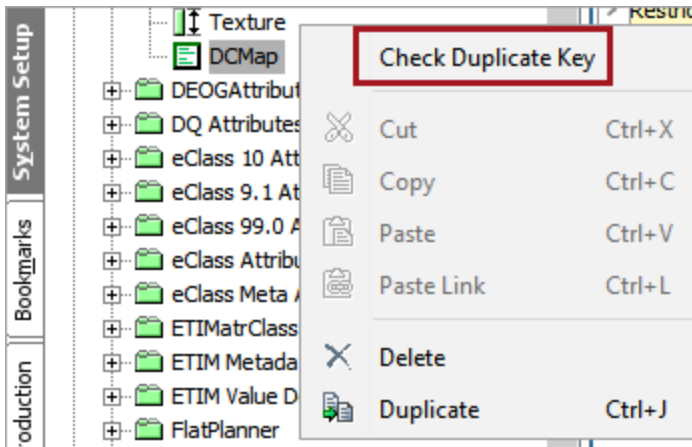 System Setup
Bookmarks
Texture
DCMap
DEOGAttribut
DQ Attributes
eClass 10 Att
eClass 9.1 At
eClass 99.0 A
eClass Attribu
eClass Meta A
ETIMatrClass
ETIM Metada
ETIM Value D
FlatPlanner
Check Duplicate Key
Cut Ctrl+X
Copy Ctrl+C
Paste Ctrl+V
Paste Link Ctrl+L
Delete
Duplicate Ctrl+J
oduction
Restric